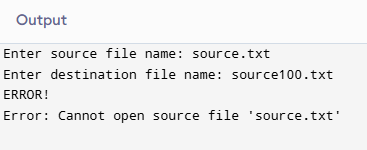 Output
Enter source file name: source.txt
Enter destination file name: source100.txt
ERROR!
Error: Cannot open source file 'source.txt'